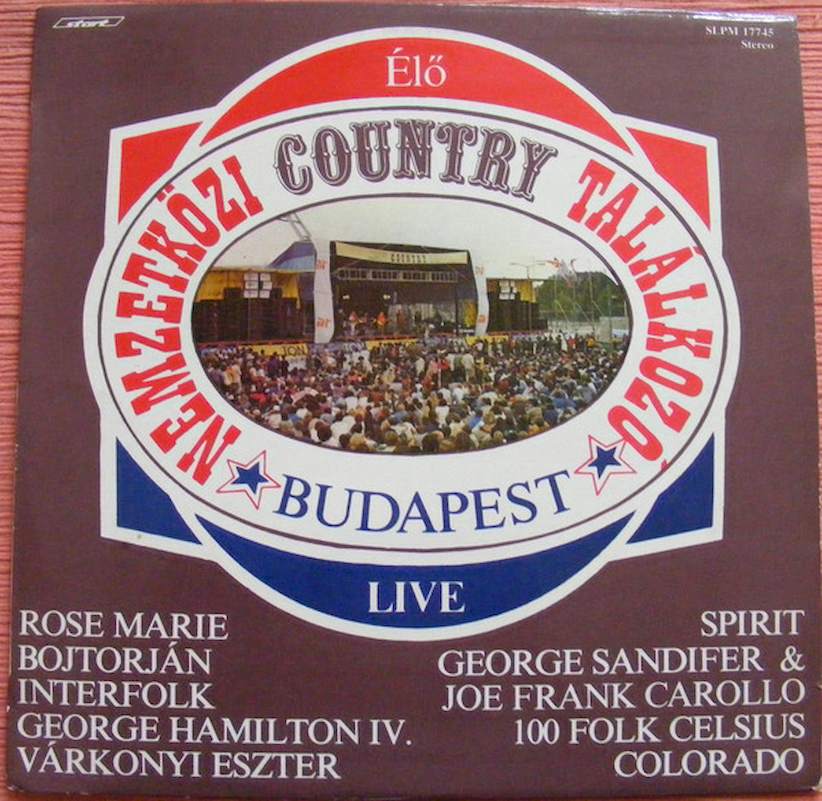 start
SLPM 17745
Stereo
Élő
NEMZETKÖZI COUNTRY TALÁLKOZÓ
COUNTRY
BUDAPEST
LIVE
ROSE MARIE
BOJTORJÁN
INTERFOLK
GEORGE HAMILTON IV.
VÁRKONYI ESZTER
SPIRIT
GEORGE SANDIFER &
JOE FRANK CAROLLO
100 FOLK CELSIUS
COLORADO